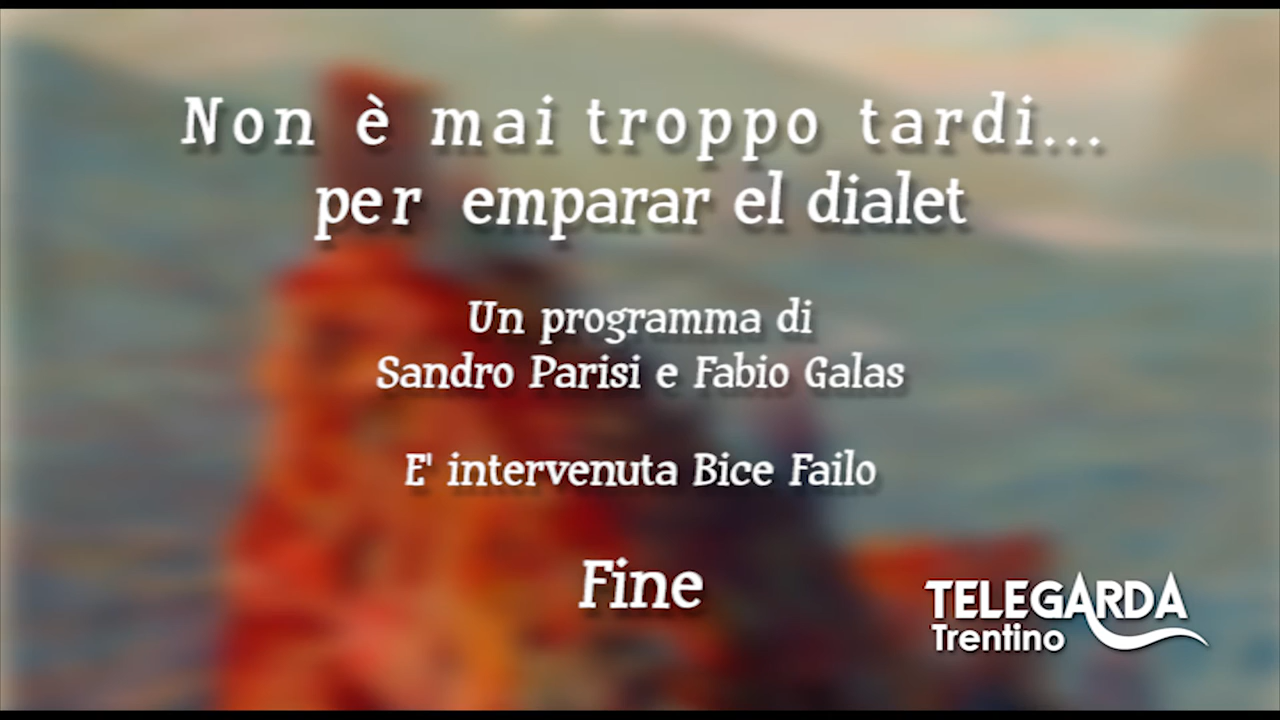 Non è mai troppo tardi...
per emparar el dialet
Un programma di
Sandro Parisi e Fabio Galas
E' intervenuta Bice Failo
Fine
TELEGARDA
Trentino